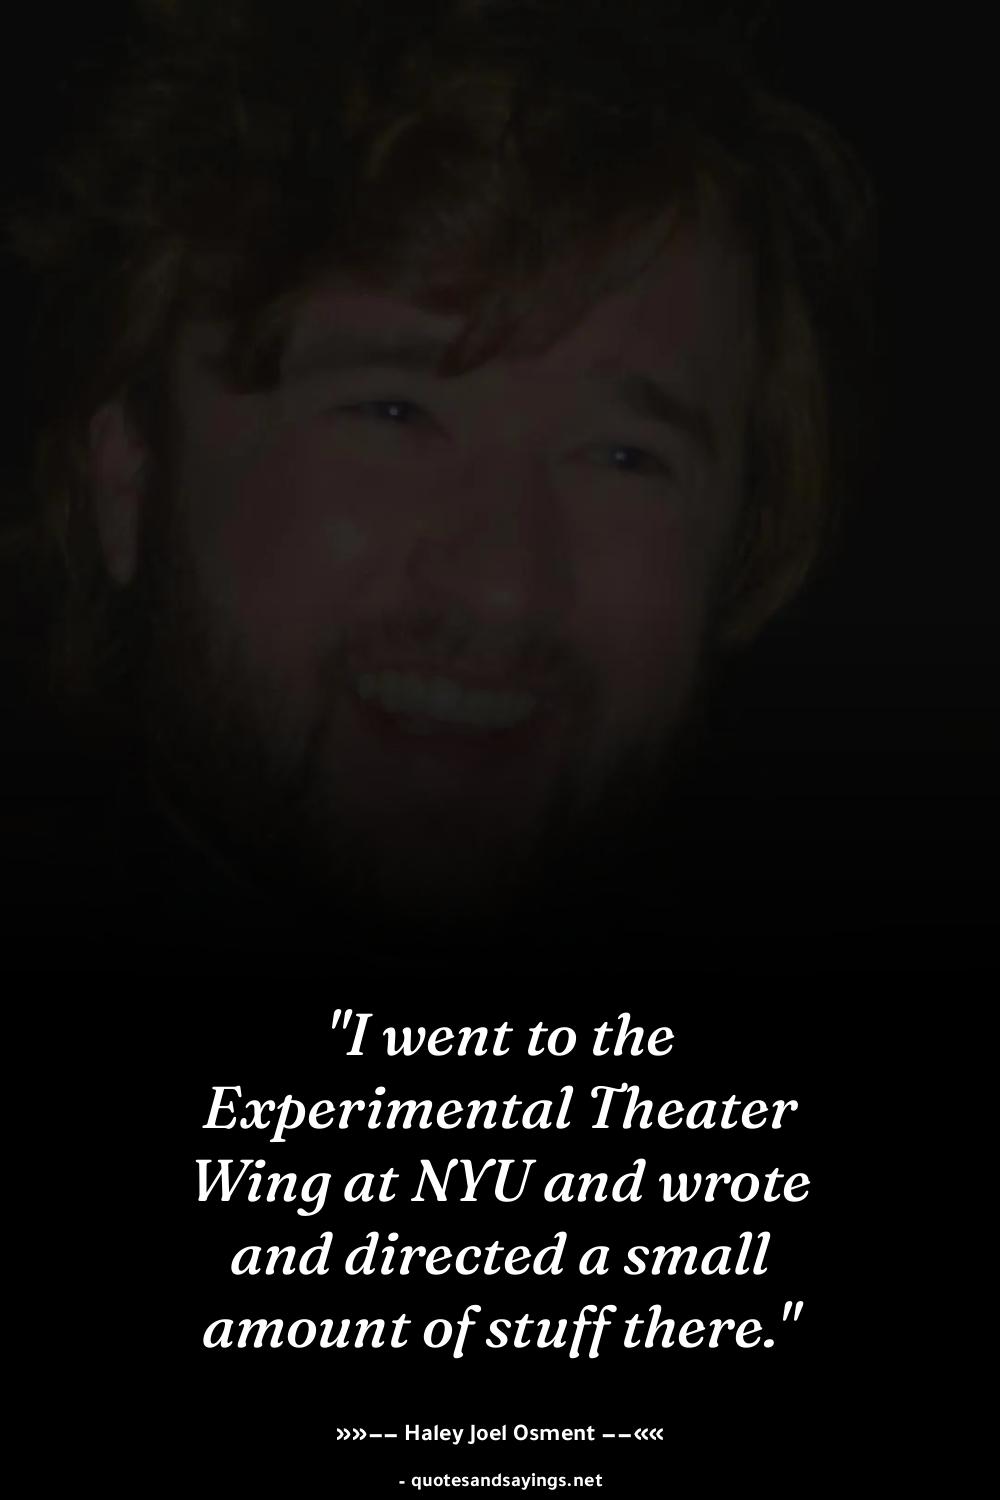 "I went to the
Experimental Theater
Wing at NYU and wrote
and directed a small
amount of stuff there."
»»−− Haley Joel Osment −−««
- quotesandsayings.net